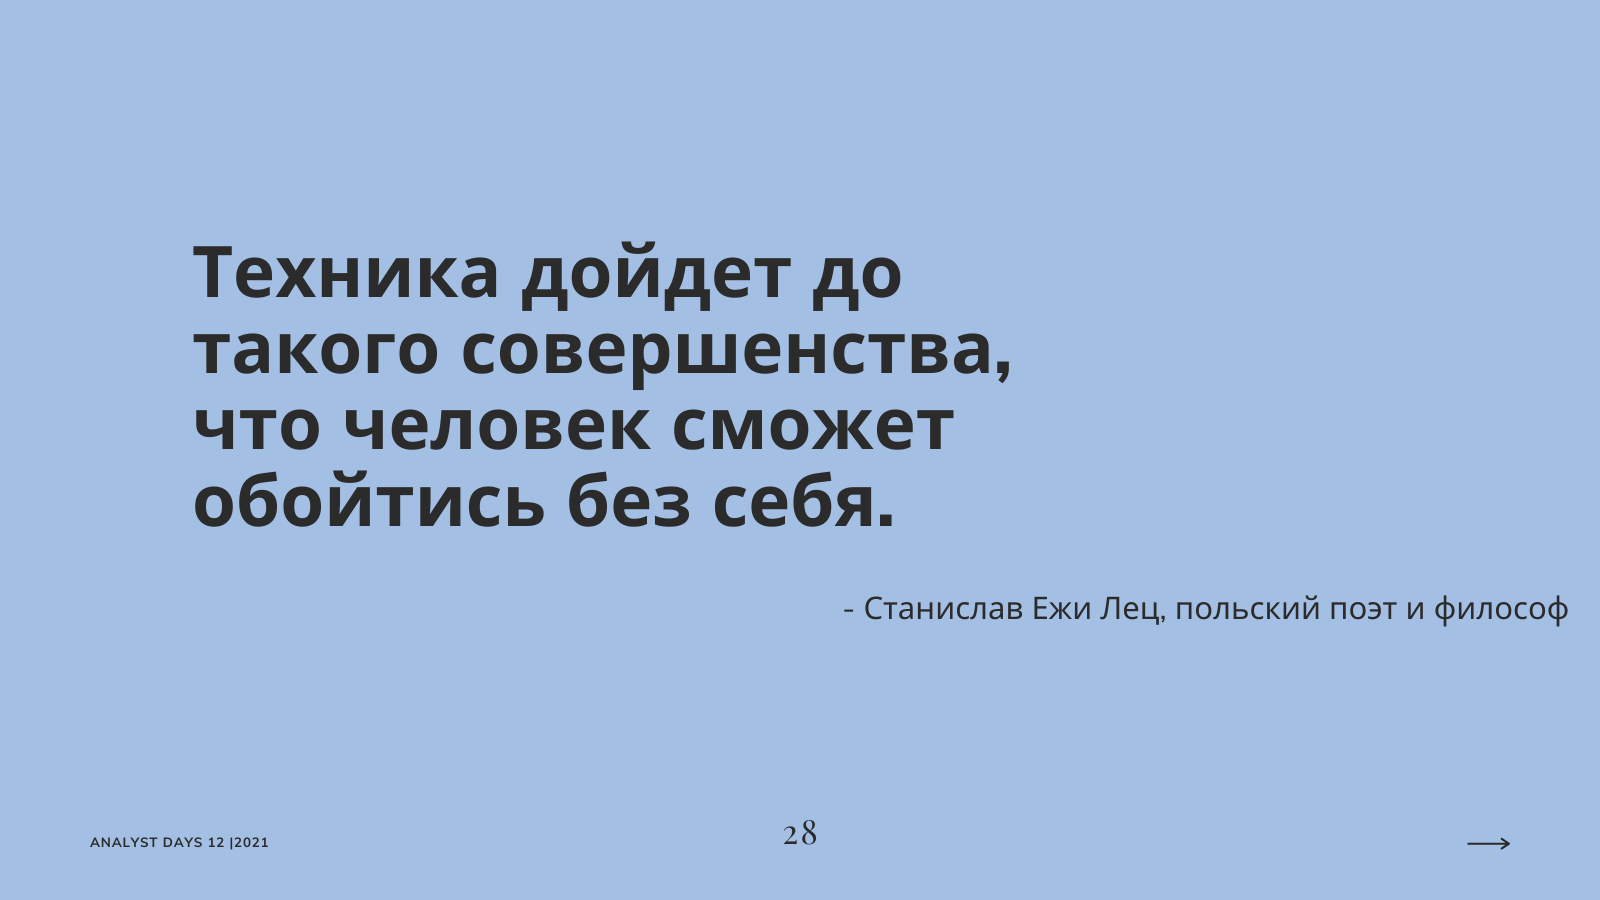 Техника дойдет до
такого совершенства,
что человек сможет
обойтись без себя.
- Станислав Ежи Лец, польский поэт и философ
ANALYST DAYS 12 |2021
28